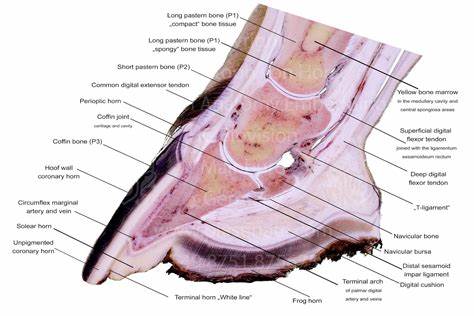 Long pastern bone (P1)
„compact" bone tissue
Long pastern bone (P1)
„spongy" bone tissue
Short pastern bone (P2)
Common digital extensor tendon
Perioplic horn
Coffin joint
cartilage and cavity
Coffin bone (P3)
Hoof wall
coronary horn
Circumflex marginal
artery and vein
Solear horn
Unpigmented
coronary horn
Terminal horn „White line"
Frog horn
Terminal arch
of palmar digital
artery and veins
Digital cushion
Distal sesamoid
impar ligament
Navicular bursa
Navicular bone
„T-ligament"
Deep digital
flexor tendon
Superficial digital
flexor tendon
joined with the ligamentum
sesamoideum rectum
Yellow bone marrow
in the medullary cavity and
central spongeosa areas